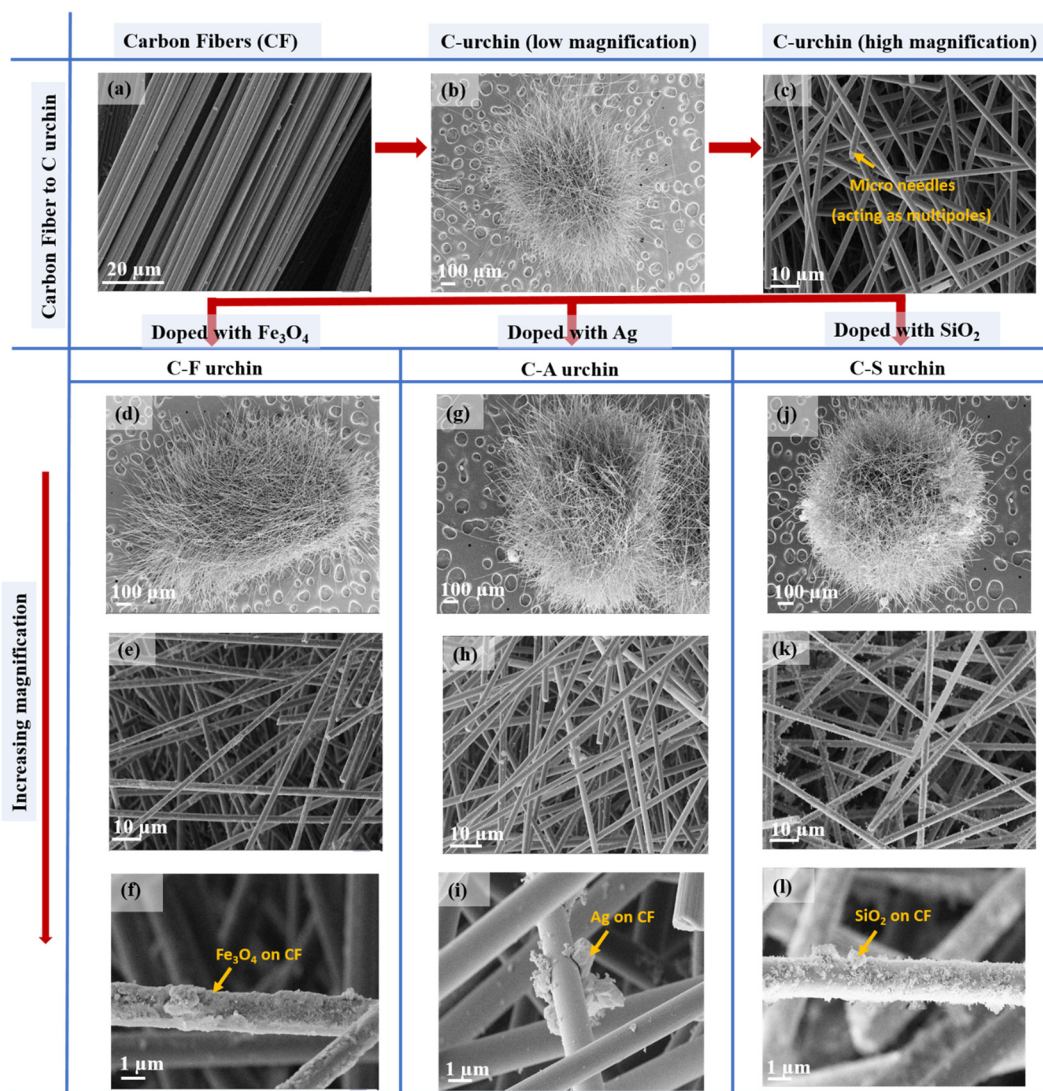 Carbon Fibers (CF)
C-urchin (low magnification)
C-urchin (high magnification)
Carbon Fiber to C urchin
(a)
20 µm
(b)
100 µm
(c)
Micro needles
(acting as multipoles)
10 µm
Doped with Fe₃O₄
Doped with Ag
Doped with SiO₂
C-F urchin
C-A urchin
C-S urchin
Increasing magnification
(d)
100 µm
(g)
100 µm
(j)
100 µm
(e)
10 µm
(h)
10 µm
(k)
10 µm
(f)
Fe₃O₄ on CF
1 µm
(i)
Ag on CF
1 µm
(l)
SiO₂ on CF
1 µm